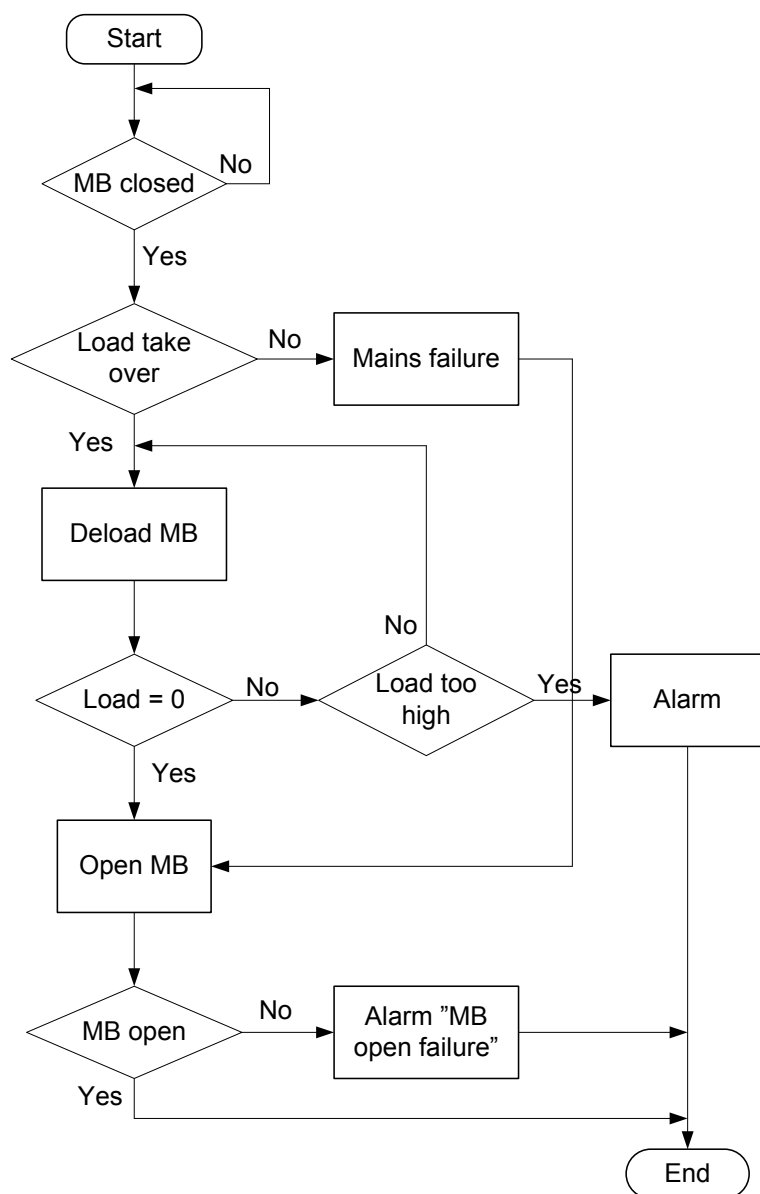 Start
No
MB closed
Yes
Load take
over
No
Mains failure
Yes
Deload MB
No
Load = 0
No
Load too
high
Yes
Alarm
Yes
Open MB
MB open
No
Alarm ”MB
open failure”
Yes
End